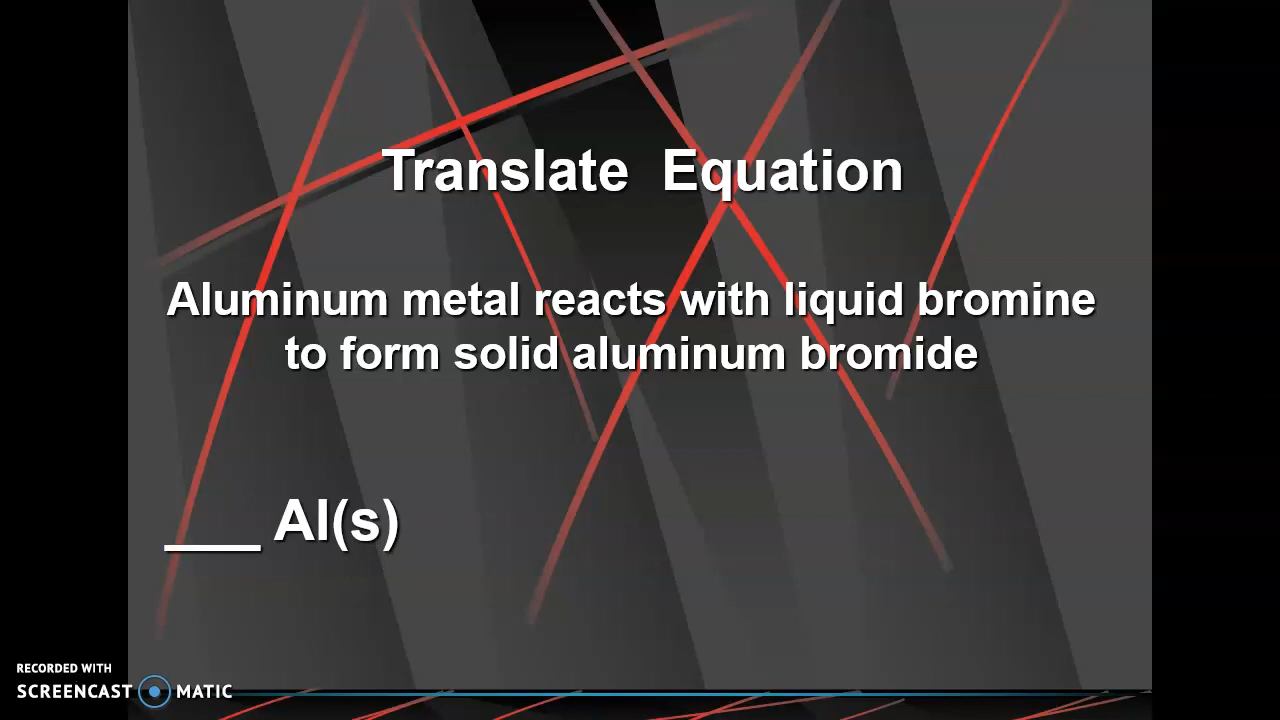 Translate Equation
Aluminum metal reacts with liquid bromine
to form solid aluminum bromide
___ Al(s)
RECORDED WITH
SCREENCAST MATIC